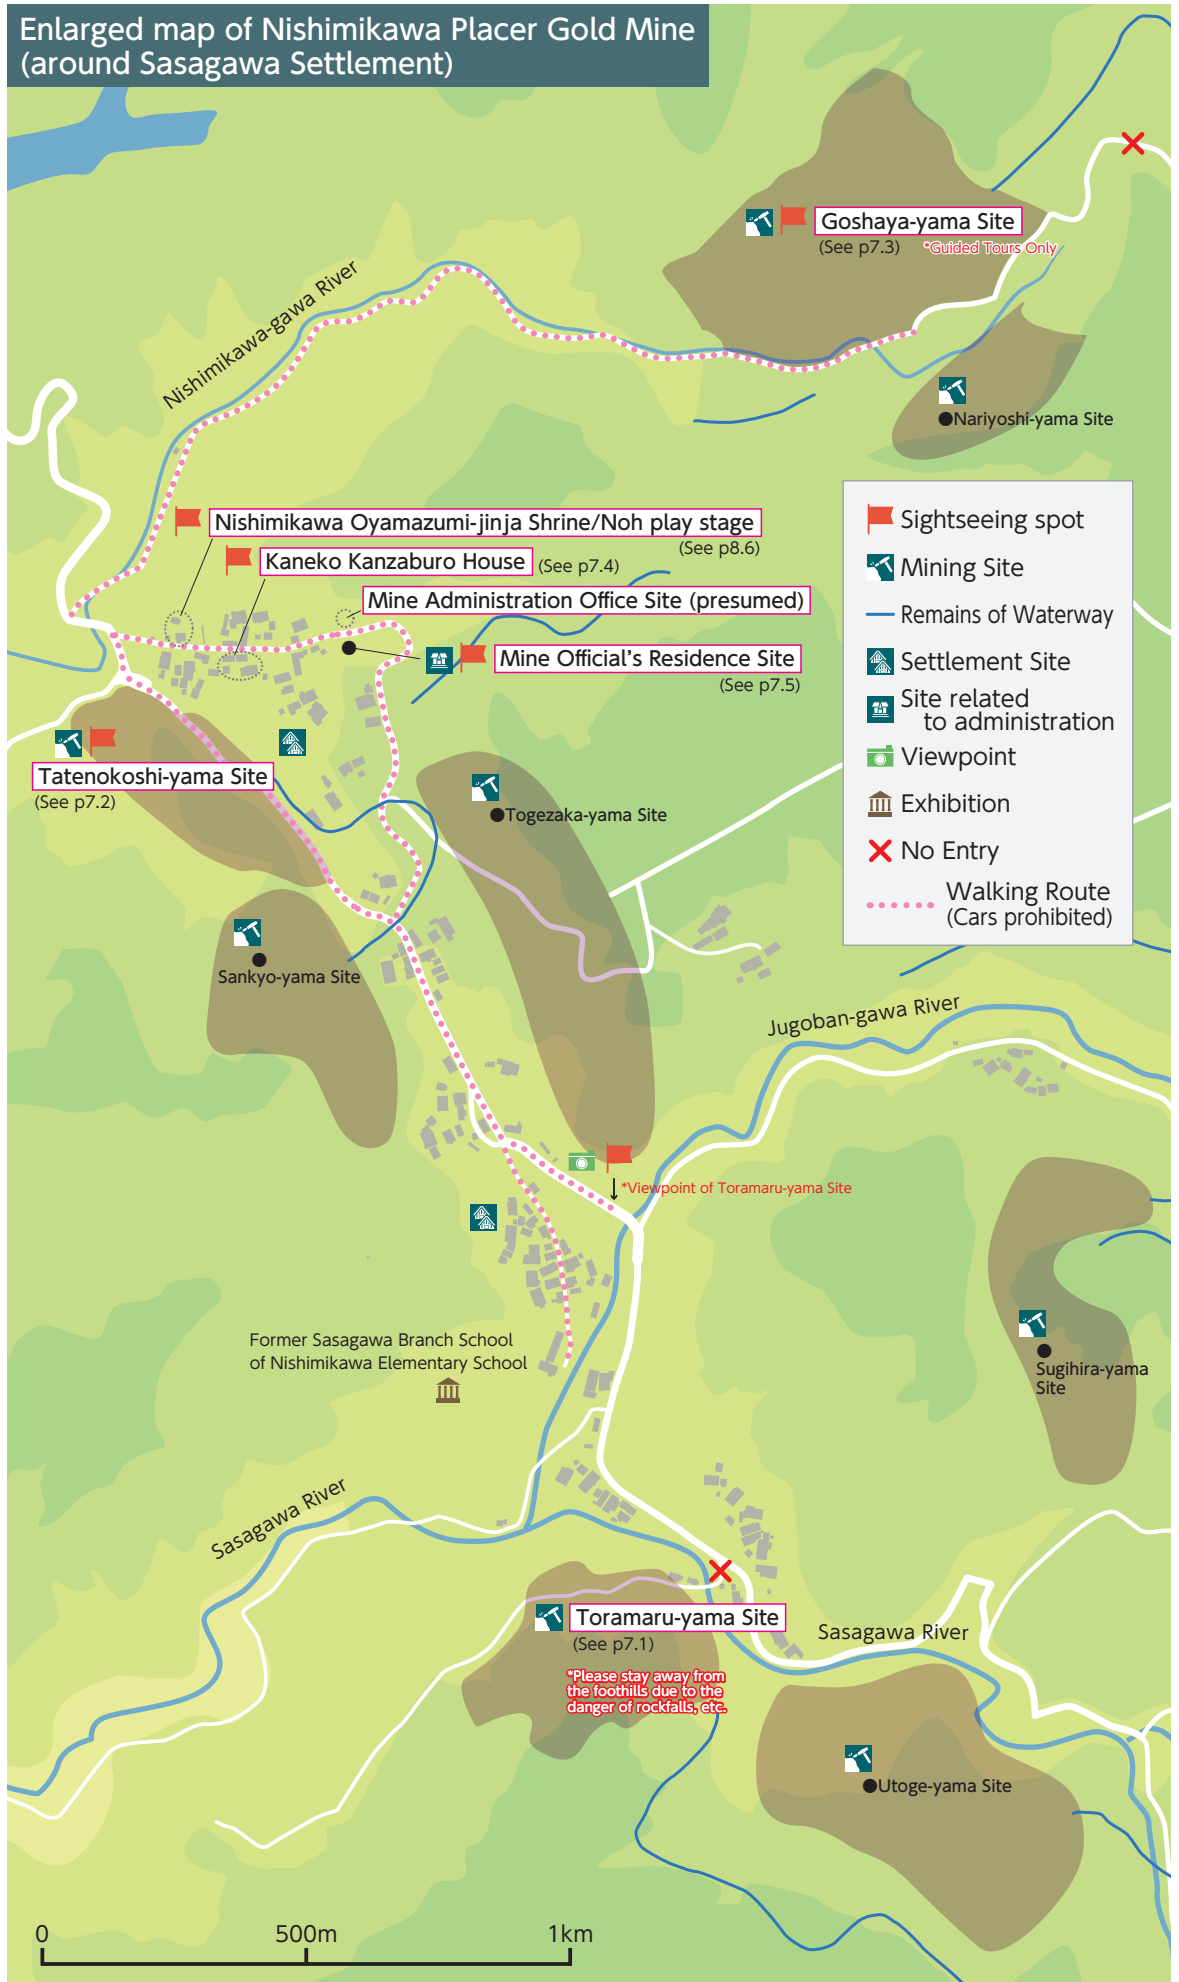 Enlarged map of Nishimikawa Placer Gold Mine
(around Sasagawa Settlement)
Goshaya-yama Site
(See p7.3)
*Guided Tours Only
Nishimikawa-gawa River
Nariyoshi-yama Site
Nishimikawa Oyamazumi-jinja Shrine/Noh play stage
(See p8.6)
Kaneko Kanzaburo House
(See p7.4)
Mine Administration Office Site (presumed)
Mine Official's Residence Site
(See p7.5)
Tatenokoshi-yama Site
(See p7.2)
Togezaka-yama Site
Sankyo-yama Site
Sightseeing spot
Mining Site
Remains of Waterway
Settlement Site
Site related
to administration
Viewpoint
Exhibition
No Entry
Walking Route
(Cars prohibited)
Jugoban-gawa River
*Viewpoint of Toramaru-yama Site
Former Sasagawa Branch School
of Nishimikawa Elementary School
Sugihira-yama
Site
Sasagawa River
Toramaru-yama Site
(See p7.1)
*Please stay away from
the foothills due to the
danger of rockfalls, etc.
Sasagawa River
Utoge-yama Site
0
500m
1km